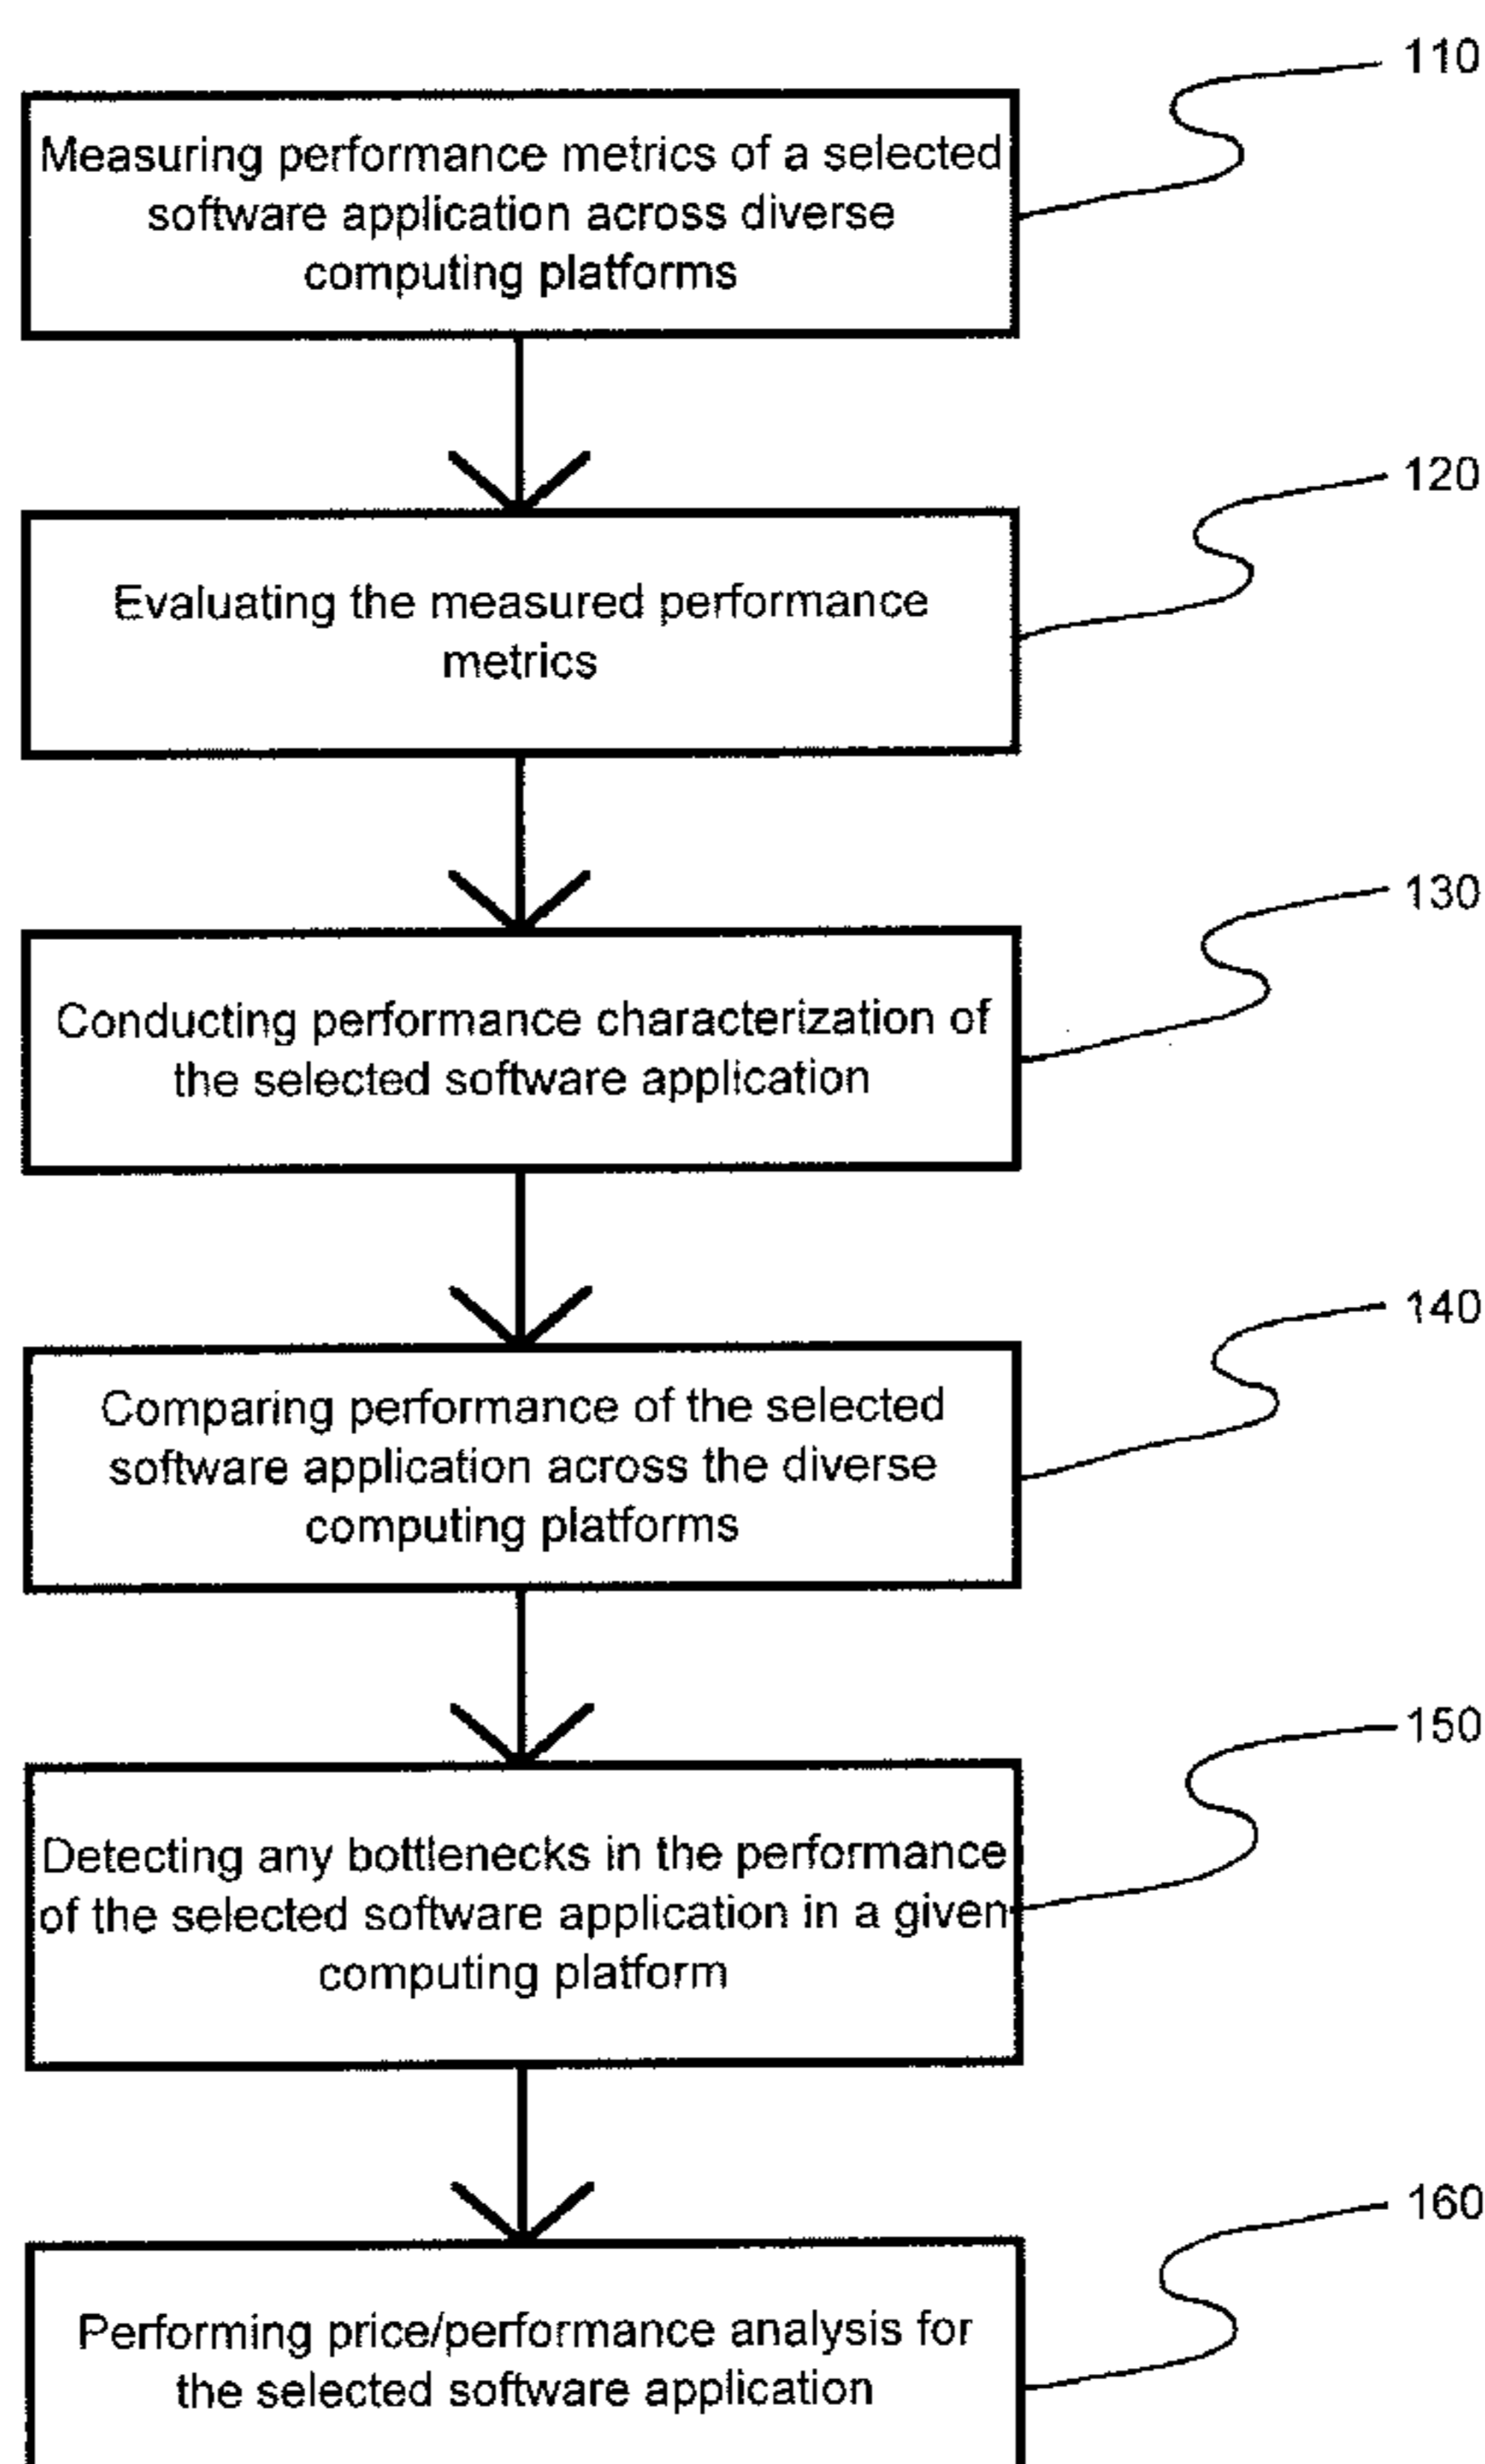 110
Measuring performance metrics of a selected
software application across diverse
computing platforms
120
Evaluating the measured performance
metrics
130
Conducting performance characterization of
the selected software application
140
Comparing performance of the selected
software application across the diverse
computing platforms
150
Detecting any bottlenecks in the performance
of the selected software application in a given
computing platform
160
Performing price/performance analysis for
the selected software application